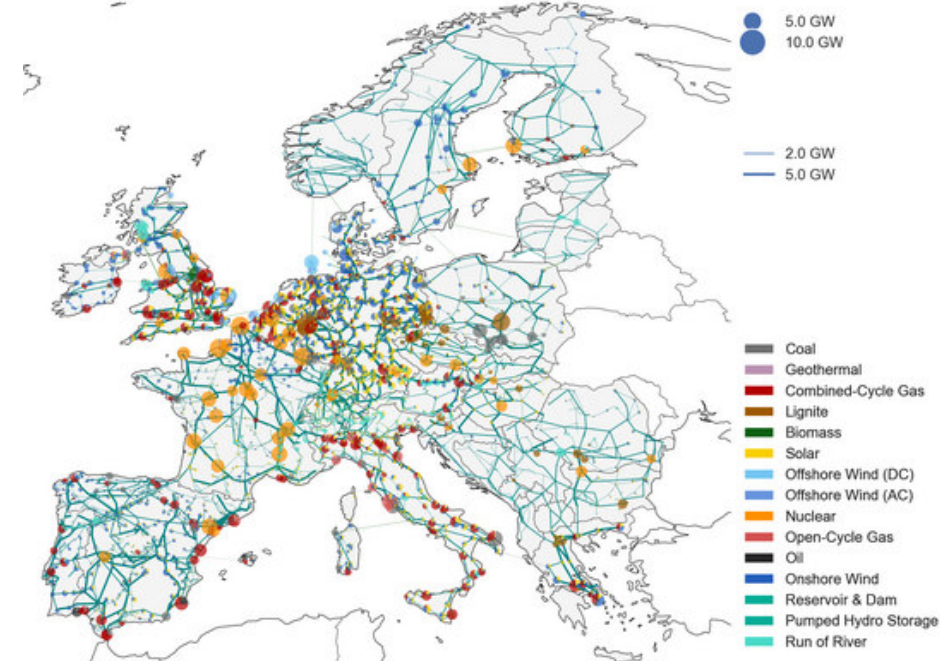 5.0 GW
10.0 GW
2.0 GW
5.0 GW
Coal
Geothermal
Combined-Cycle Gas
Lignite
Biomass
Solar
Offshore Wind (DC)
Offshore Wind (AC)
Nuclear
Open-Cycle Gas
Oil
Onshore Wind
Reservoir & Dam
Pumped Hydro Storage
Run of River